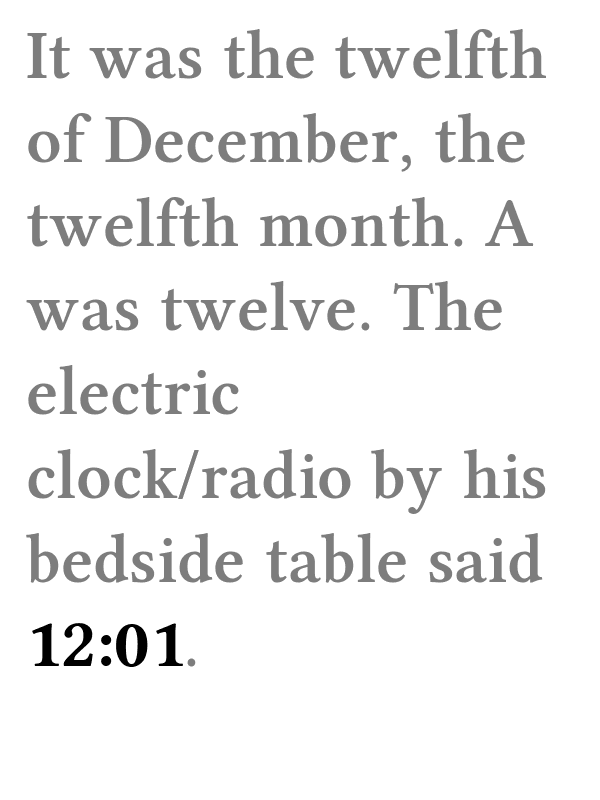 It was the twelfth
of December, the
twelfth month. A
was twelve. The
electric
clock/radio by his
bedside table said
12:01.